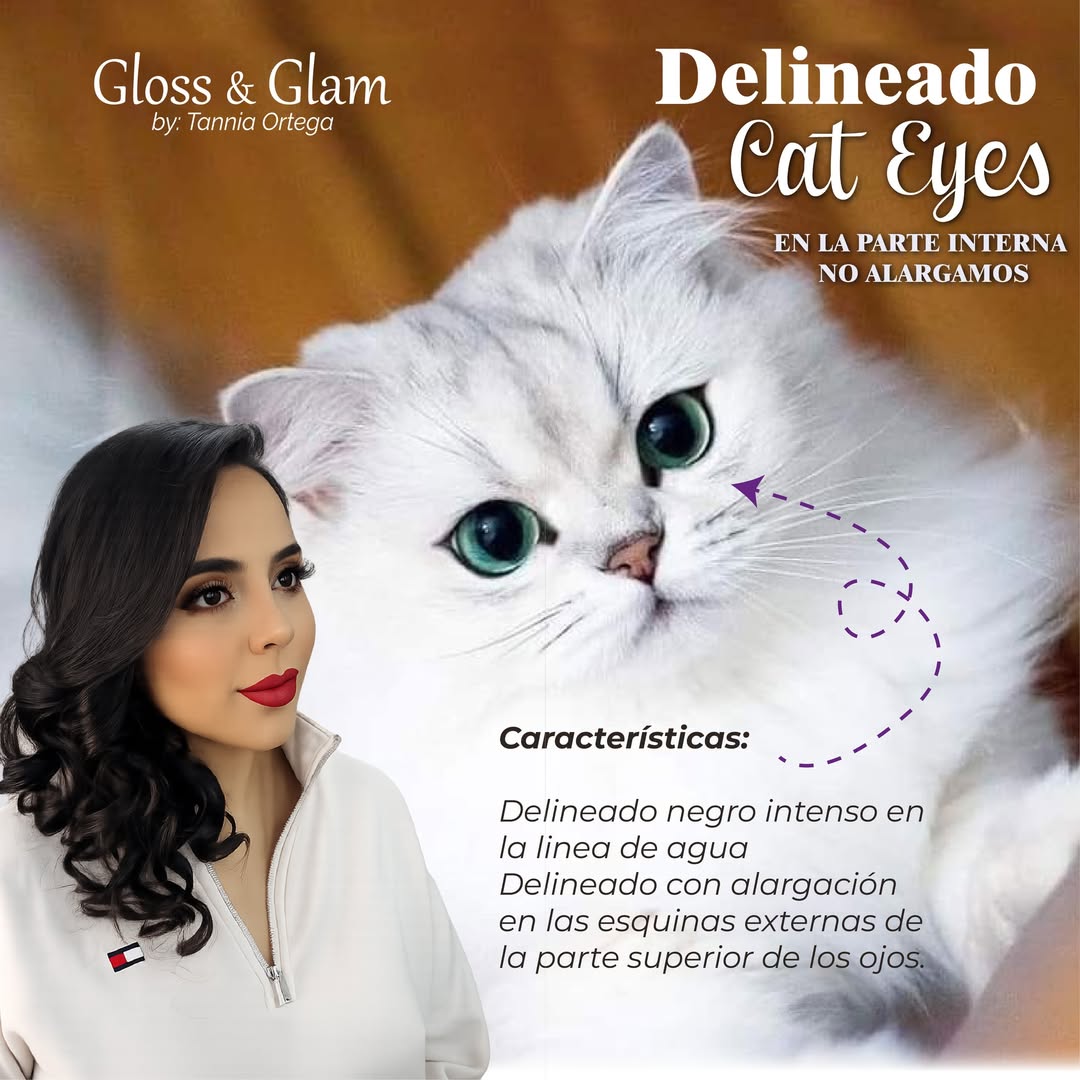 Gloss & Glam
by: Tannia Ortega
Delineado
Cat Eyes
EN LA PARTE INTERNA
NO ALARGAMOS
Características:
Delineado negro intenso en
la linea de agua
Delineado con alargación
en las esquinas externas de
la parte superior de los ojos.